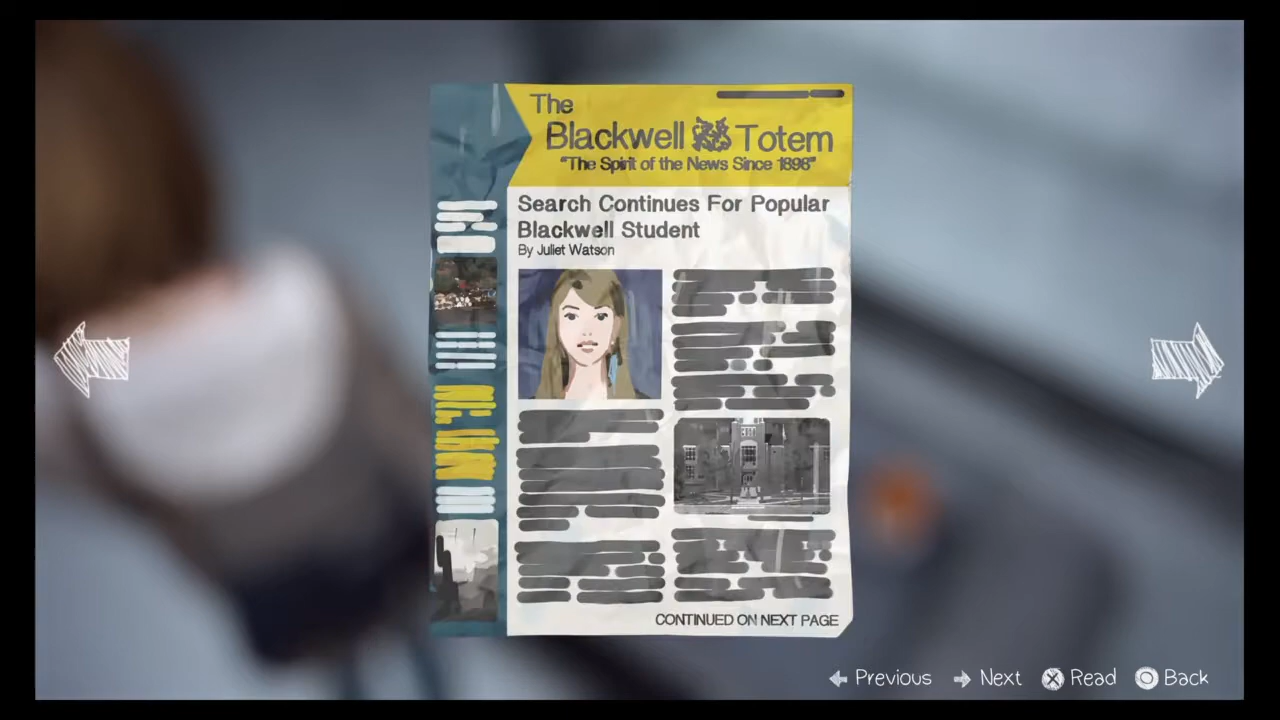 The
Blackwell Totem
"The Spirit of the News Since 1898"
Search Continues For Popular
Blackwell Student
By Juliet Watson
CONTINUED ON NEXT PAGE
Previous Next Read Back